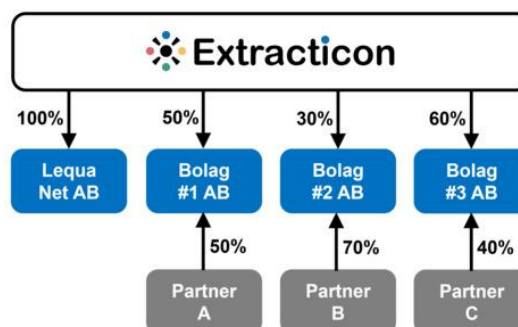 Extracticon
100% 50% 30% 60%
Lequa Bolag Bolag Bolag
Net AB #1 AB #2 AB #3 AB
50% 70% 40%
Partner Partner Partner
A B C